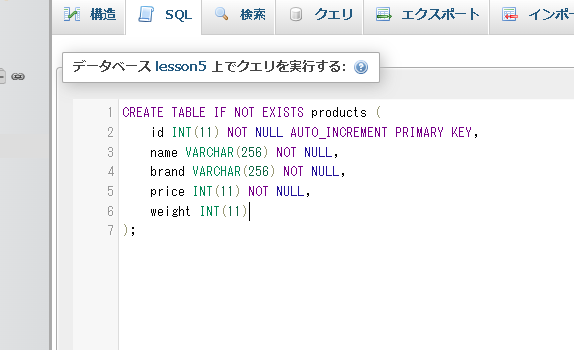 構造 SQL 検索 クエリ エクスポート インポー
データベース lesson5 上でクエリを実行する:
1 CREATE TABLE IF NOT EXISTS products (
2 id INT(11) NOT NULL AUTO_INCREMENT PRIMARY KEY,
3 name VARCHAR(256) NOT NULL,
4 brand VARCHAR(256) NOT NULL,
5 price INT(11) NOT NULL,
6 weight INT(11)
7 );